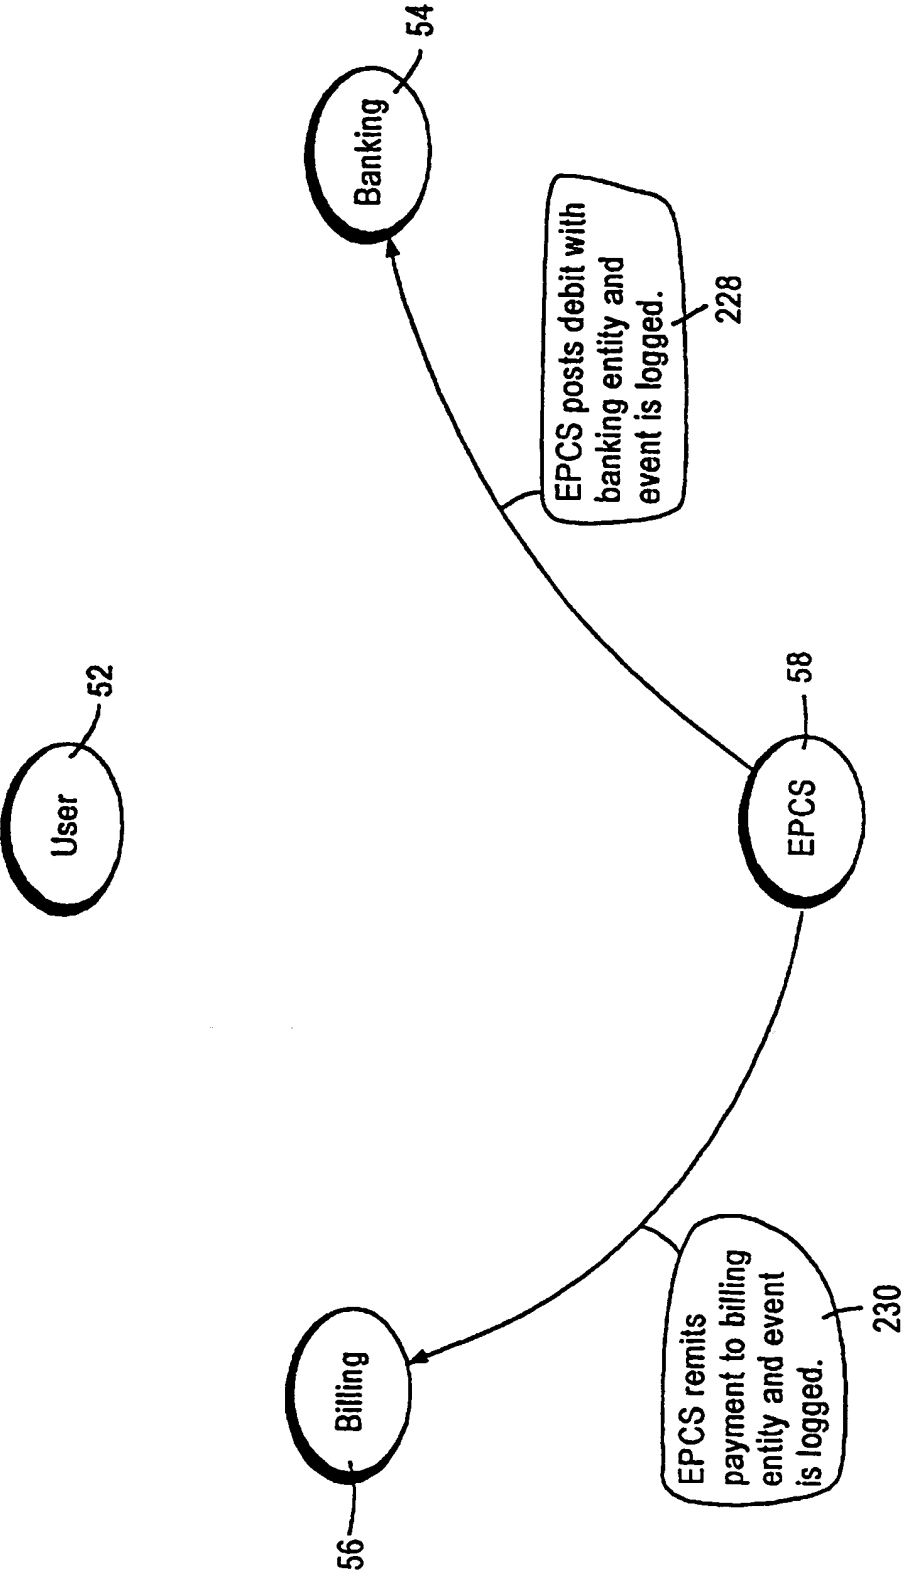 User
52
Billing
56
Banking
54
EPCS remits
payment to billing
entity and event
is logged.
230
EPCS posts debit with
banking entity and
event is logged.
228
EPCS
58